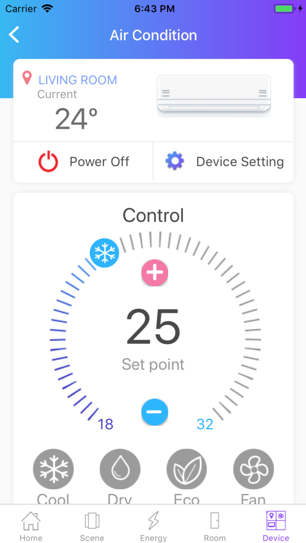 Carrier 6:43 PM
Air Condition
LIVING ROOM
Current
24°
Power Off Device Setting
Control
25
Set point
18 32
Cool Dry Eco Fan
Home Scene Energy Room Device